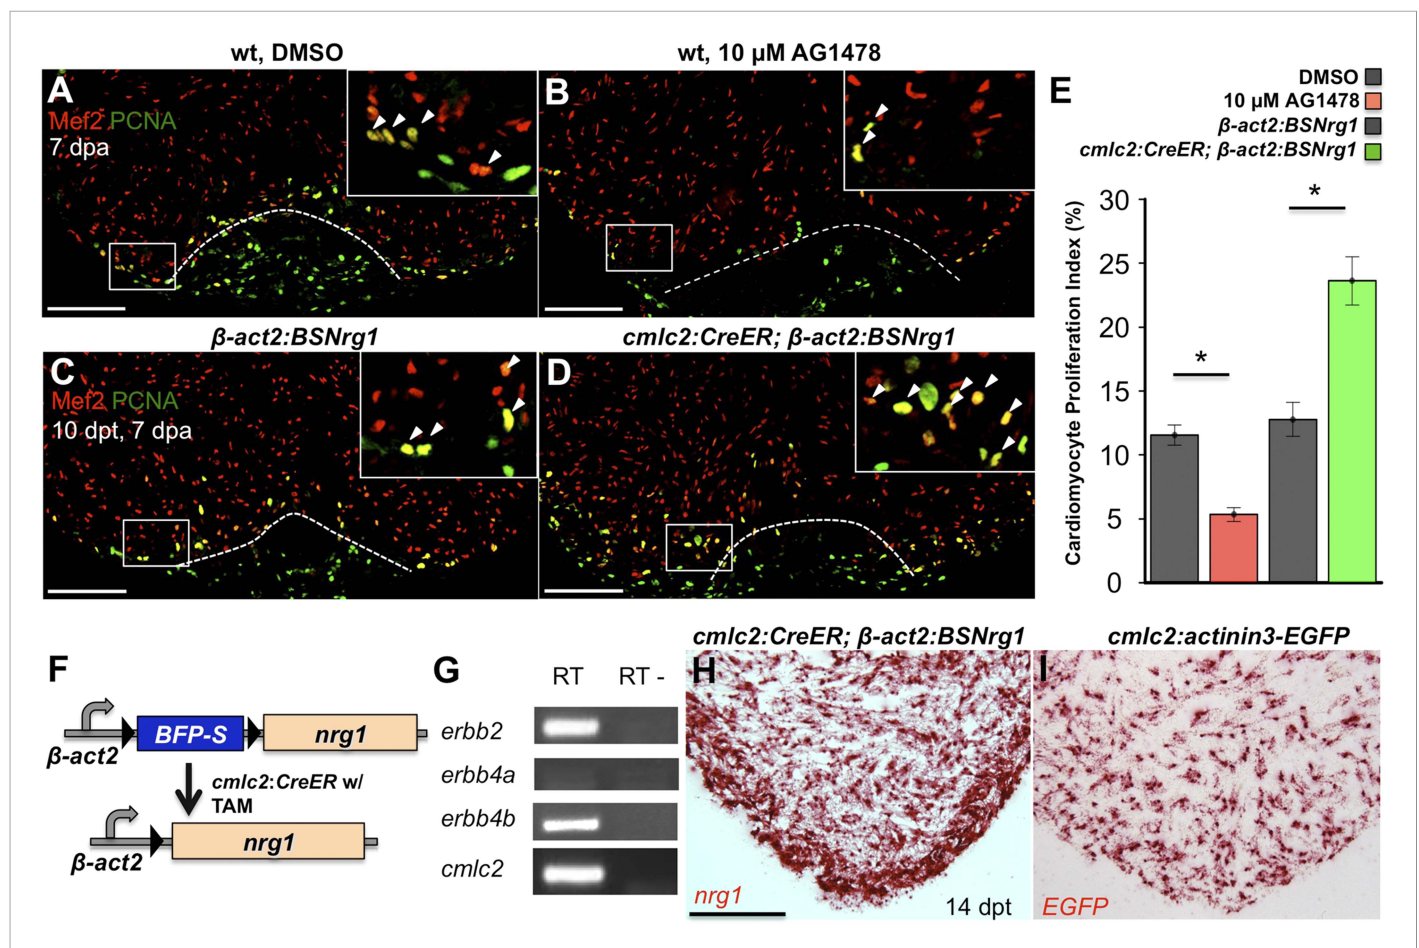 wt, DMSO
wt, 10 µM AG1478
A
Mef2 PCNA
7 dpa
B
E
DMSO
10 µM AG1478
β-act2:BSNrg1
cmlc2:CreER; β-act2:BSNrg1
Cardiomyocyte Proliferation Index (%)
30
25
20
15
10
5
0
*
*
β-act2:BSNrg1
cmlc2:CreER; β-act2:BSNrg1
C
Mef2 PCNA
10 dpt, 7 dpa
D
F
β-act2
BFP-S
nrg1
cmlc2:CreER w/
TAM
β-act2
nrg1
G
RT
RT -
erbb2
erbb4a
erbb4b
cmlc2
cmlc2:CreER; β-act2:BSNrg1
H
nrg1
14 dpt
cmlc2:actinin3-EGFP
I
EGFP